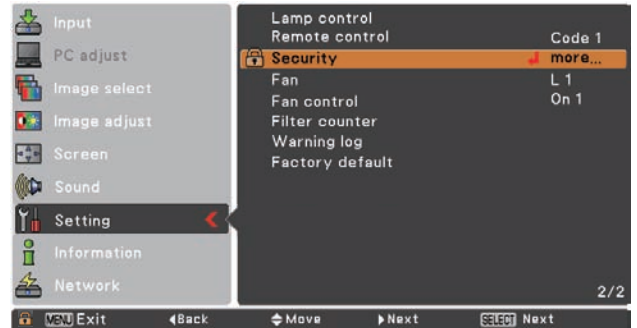 Input
PC adjust
Image select
Image adjust
Screen
Sound
Setting
Information
Network
Lamp control
Remote control Code 1
Security more...
Fan L 1
Fan control On 1
Filter counter
Warning log
Factory default
2/2
MENU Exit Back Move Next SELECT Next